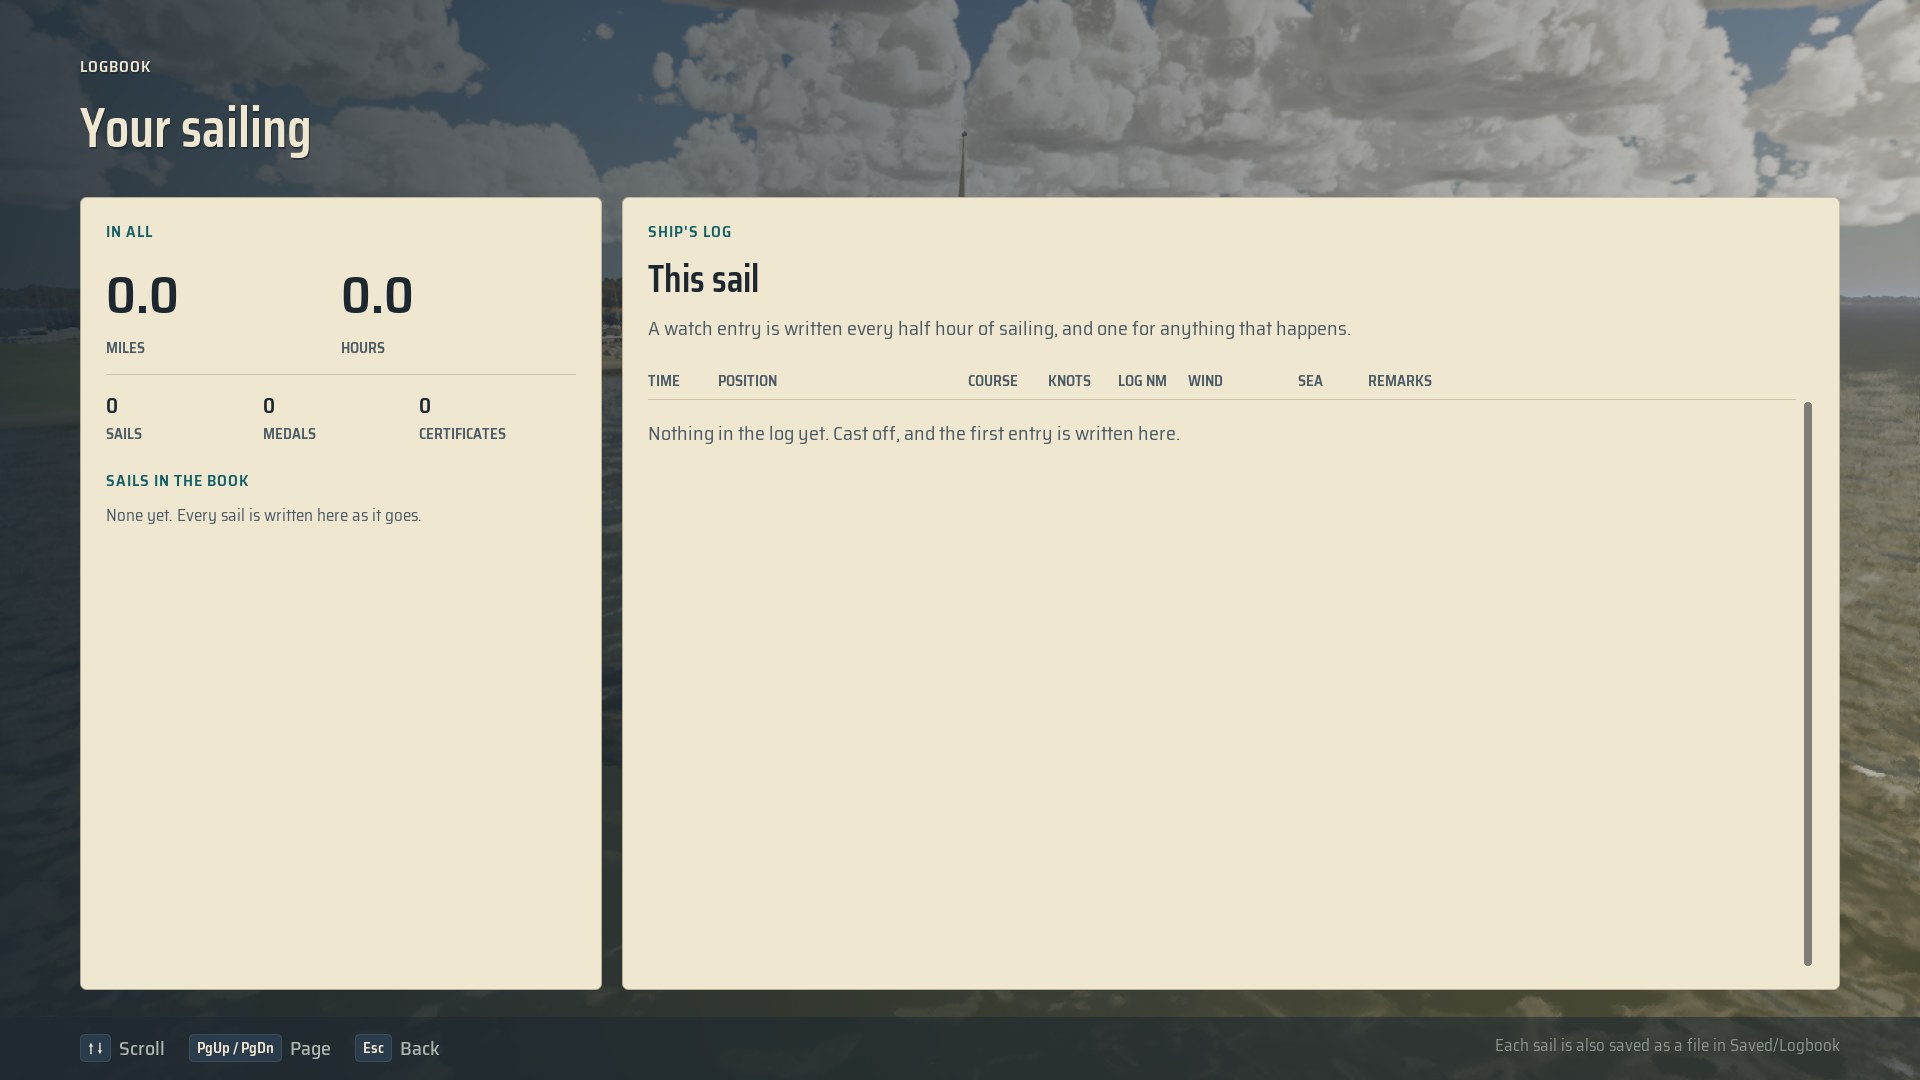 LOGBOOK
Your sailing
IN ALL
0.0
0.0
MILES
HOURS
0
0
0
SAILS
MEDALS
CERTIFICATES
SAILS IN THE BOOK
None yet. Every sail is written here as it goes.
SHIP'S LOG
This sail
A watch entry is written every half hour of sailing, and one for anything that happens.
TIME POSITION COURSE KNOTS LOG NM WIND SEA REMARKS
Nothing in the log yet. Cast off, and the first entry is written here.
↑↓ Scroll PgUp / PgDn Page Esc Back
Each sail is also saved as a file in Saved/Logbook